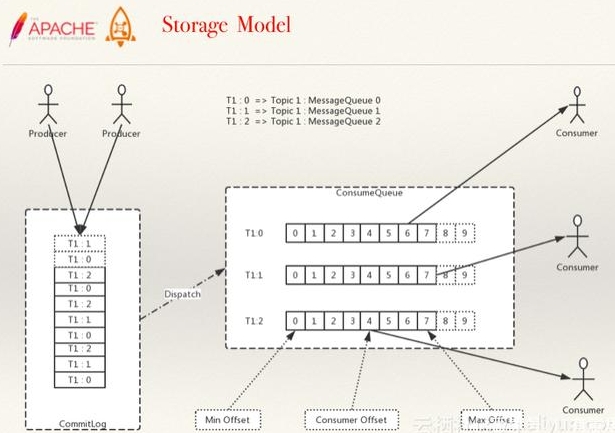 THE
APACHE
SOFTWARE FOUNDATION
Storage Model
T1 : 0 => Topic 1 : MessageQueue 0
T1 : 1 => Topic 1 : MessageQueue 1
T1 : 2 => Topic 1 : MessageQueue 2
Producer
Producer
Consumer
ConsumeQueue
T1 : 1
T1 : 0
T1 : 2
T1 : 0
T1 : 2
T1 : 1
T1 : 0
T1 : 2
T1 : 1
T1 : 0
CommitLog
Dispatch
T1:0 0 1 2 3 4 5 6 7 8 9
T1:1 0 1 2 3 4 5 6 7 8 9
T1:2 0 1 2 3 4 5 6 7 8 9
Consumer
Consumer
Min Offset
Consumer Offset
Max Offset